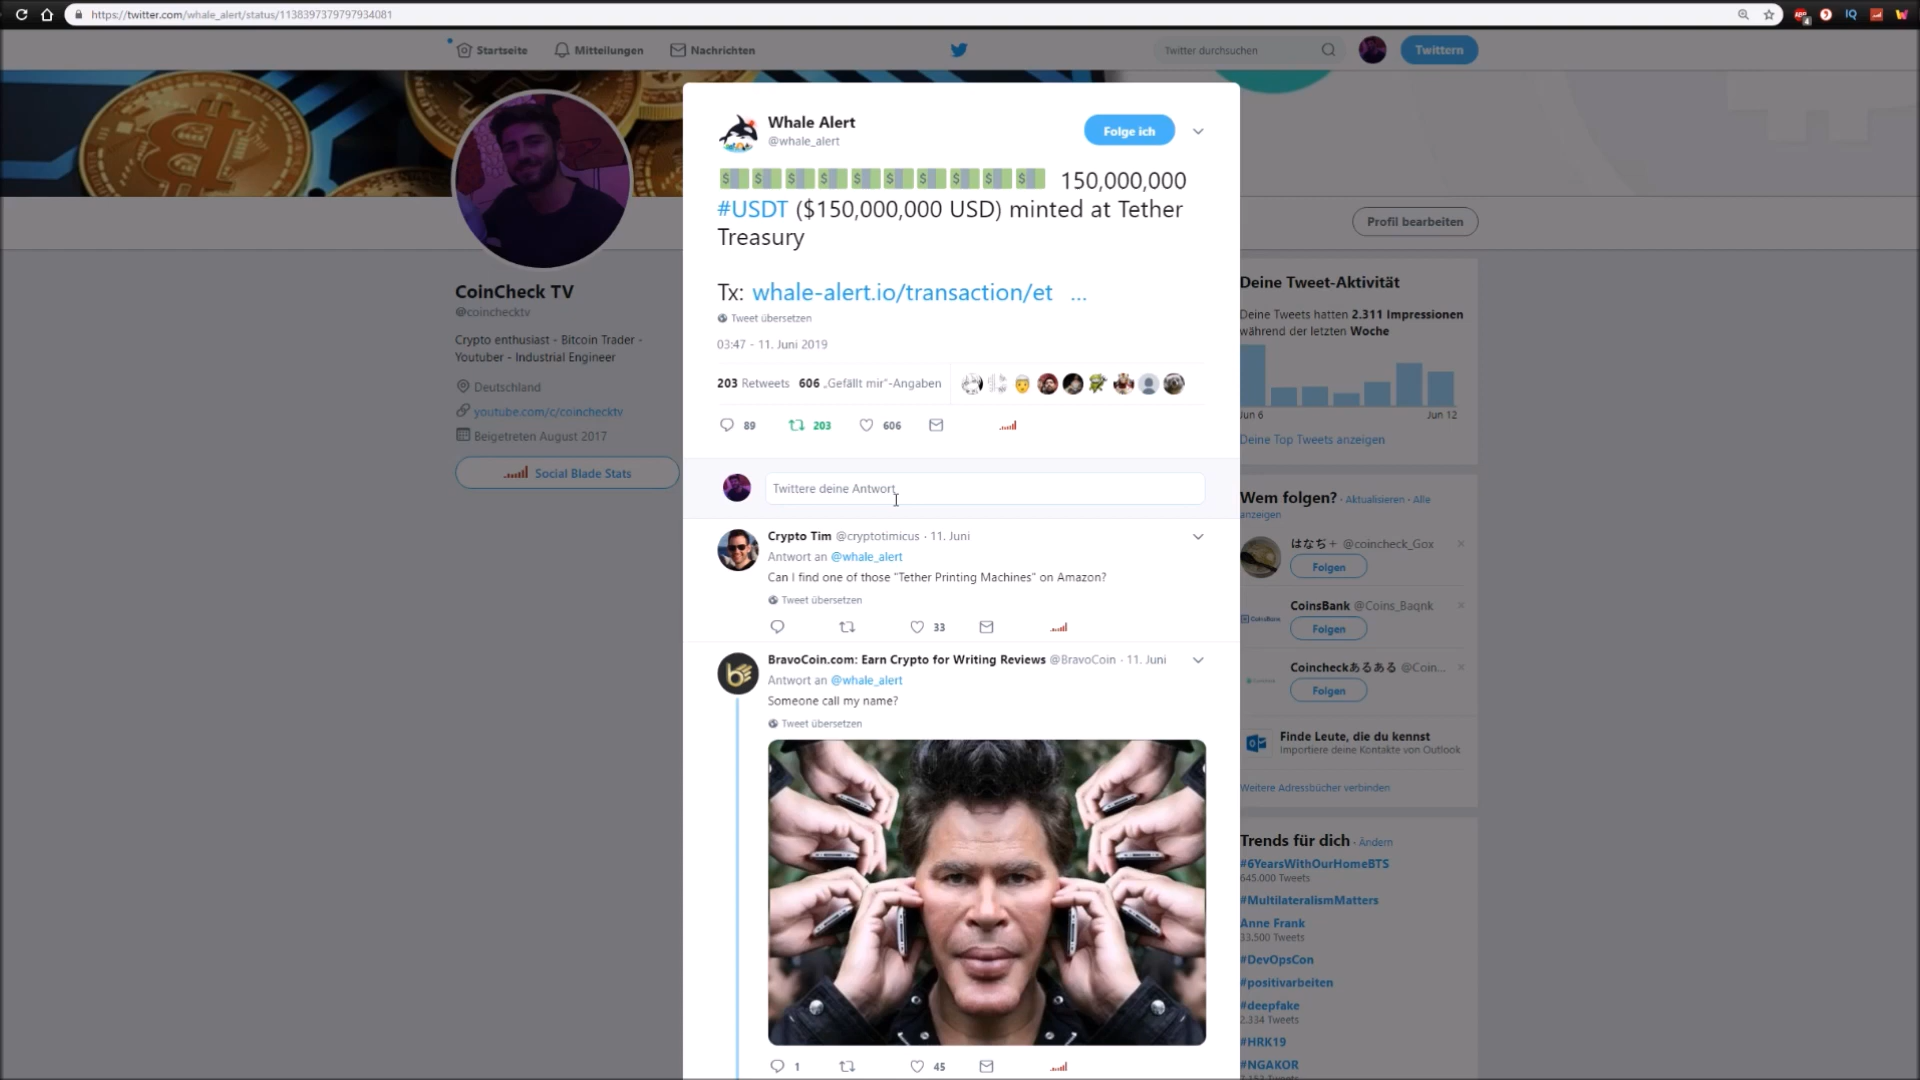 https://twitter.com/whale_alert/status/1138397379797934081
Startseite
Mitteilungen
Nachrichten
Twitter durchsuchen
Twittern
Whale Alert
@whale_alert
Folge ich
150,000,000
#USDT ($150,000,000 USD) minted at Tether
Treasury
Tx: whale-alert.io/transaction/et …
Tweet übersetzen
03:47 - 11. Juni 2019
203 Retweets 606 „Gefällt mir"-Angaben
89 203 606
Twittere deine Antwort
Crypto Tim @cryptotimicus · 11. Juni
Antwort an @whale_alert
Can I find one of those "Tether Printing Machines" on Amazon?
Tweet übersetzen
33
BravoCoin.com: Earn Crypto for Writing Reviews @BravoCoin · 11. Juni
Antwort an @whale_alert
Someone call my name?
Tweet übersetzen
1 45
CoinCheck TV
@coinchecktv
Crypto enthusiast - Bitcoin Trader -
Youtuber - Industrial Engineer
Deutschland
youtube.com/c/coinchecktv
Beigetreten August 2017
Social Blade Stats
Profil bearbeiten
Deine Tweet-Aktivität
Deine Tweets hatten 2.311 Impressionen
während der letzten Woche
Jun 6 Jun 12
Deine Top Tweets anzeigen
Wem folgen? · Aktualisieren · Alle
anzeigen
はなぢ+ @coincheck_Gox
Folgen
CoinsBank @Coins_Baqnk
Folgen
Coincheckあるある @Coin...
Folgen
Finde Leute, die du kennst
Importiere deine Kontakte von Outlook
Weitere Adressbücher verbinden
Trends für dich · Ändern
#6YearsWithOurHomeBTS
645.000 Tweets
#MultilateralismMatters
Anne Frank
33.500 Tweets
#DevOpsCon
#positivarbeiten
#deepfake
2.334 Tweets
#HRK19
#NGAKOR